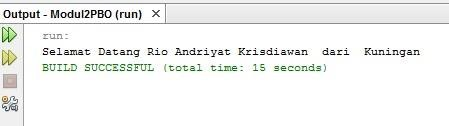 Output - Modul2PBO (run) ×
run:
Selamat Datang Rio Andriyat Krisdiawan  dari  Kuningan
BUILD SUCCESSFUL (total time: 15 seconds)